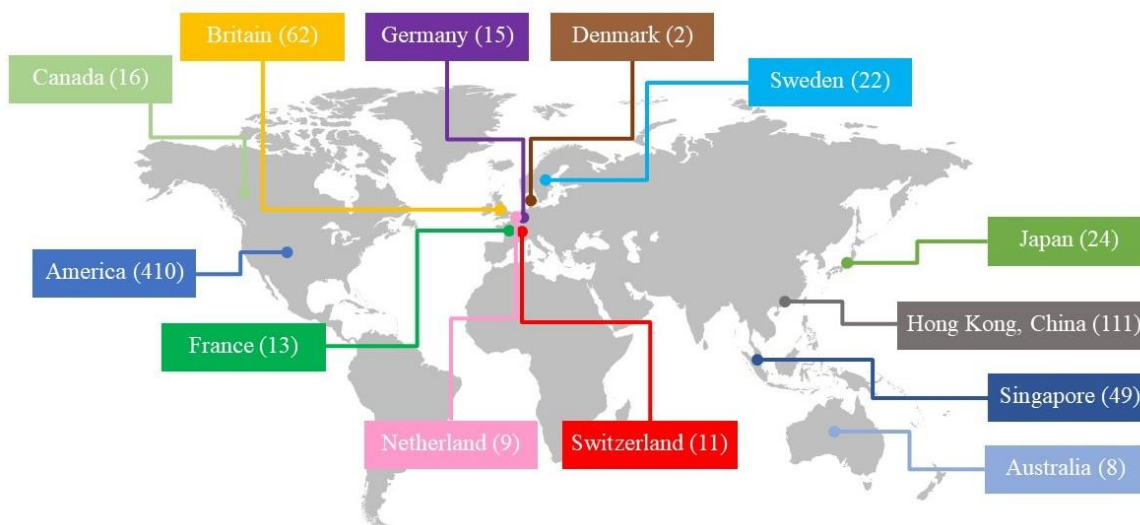 Britain (62)
Germany (15)
Denmark (2)
Canada (16)
Sweden (22)
America (410)
Japan (24)
Hong Kong, China (111)
France (13)
Singapore (49)
Netherland (9)
Switzerland (11)
Australia (8)